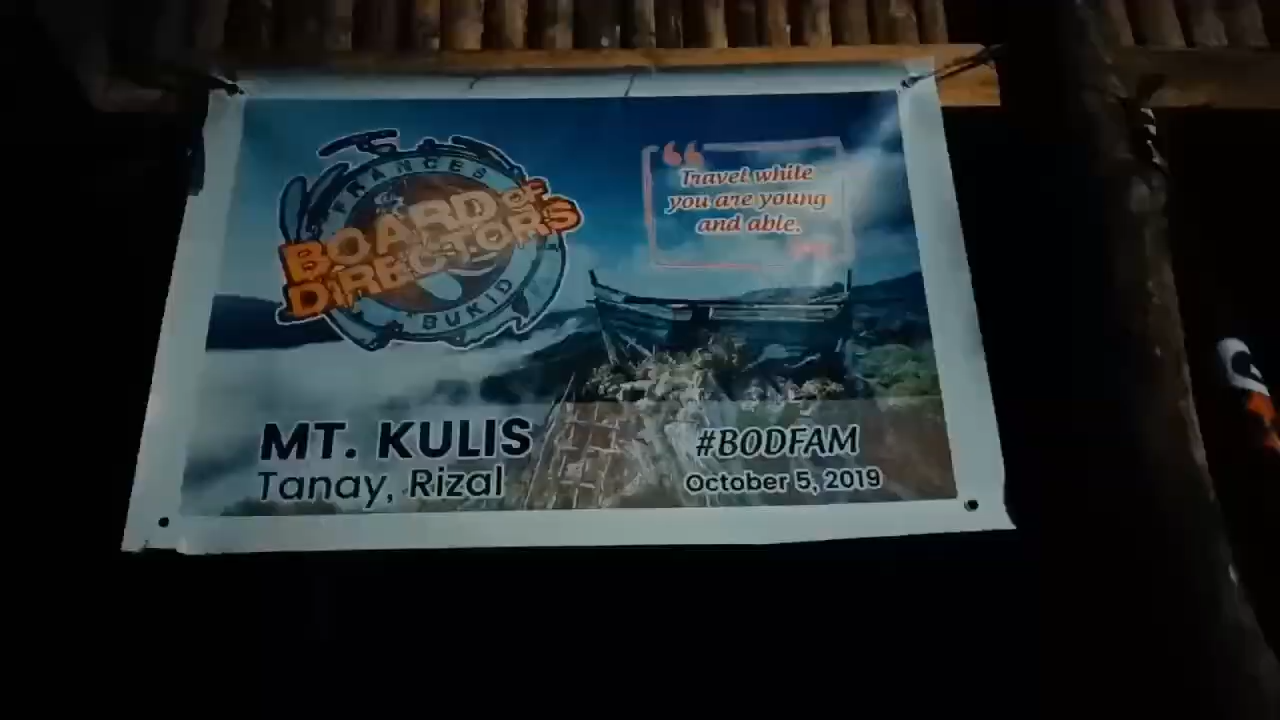 FRANCES
BOARD OF
DIRECTORS
BUKID
“
Travel while
you are young
and able.
MT. KULIS
Tanay, Rizal
#BODFAM
October 5, 2019